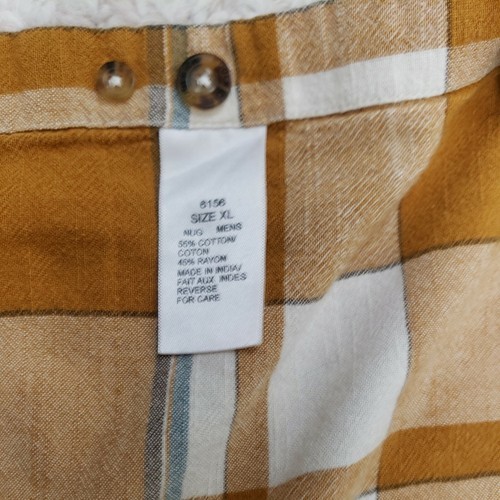 6156
SIZE XL
NUG MENS
55% COTTON/
COTON
45% RAYON
MADE IN INDIA/
FAIT AUX INDES
REVERSE
FOR CARE